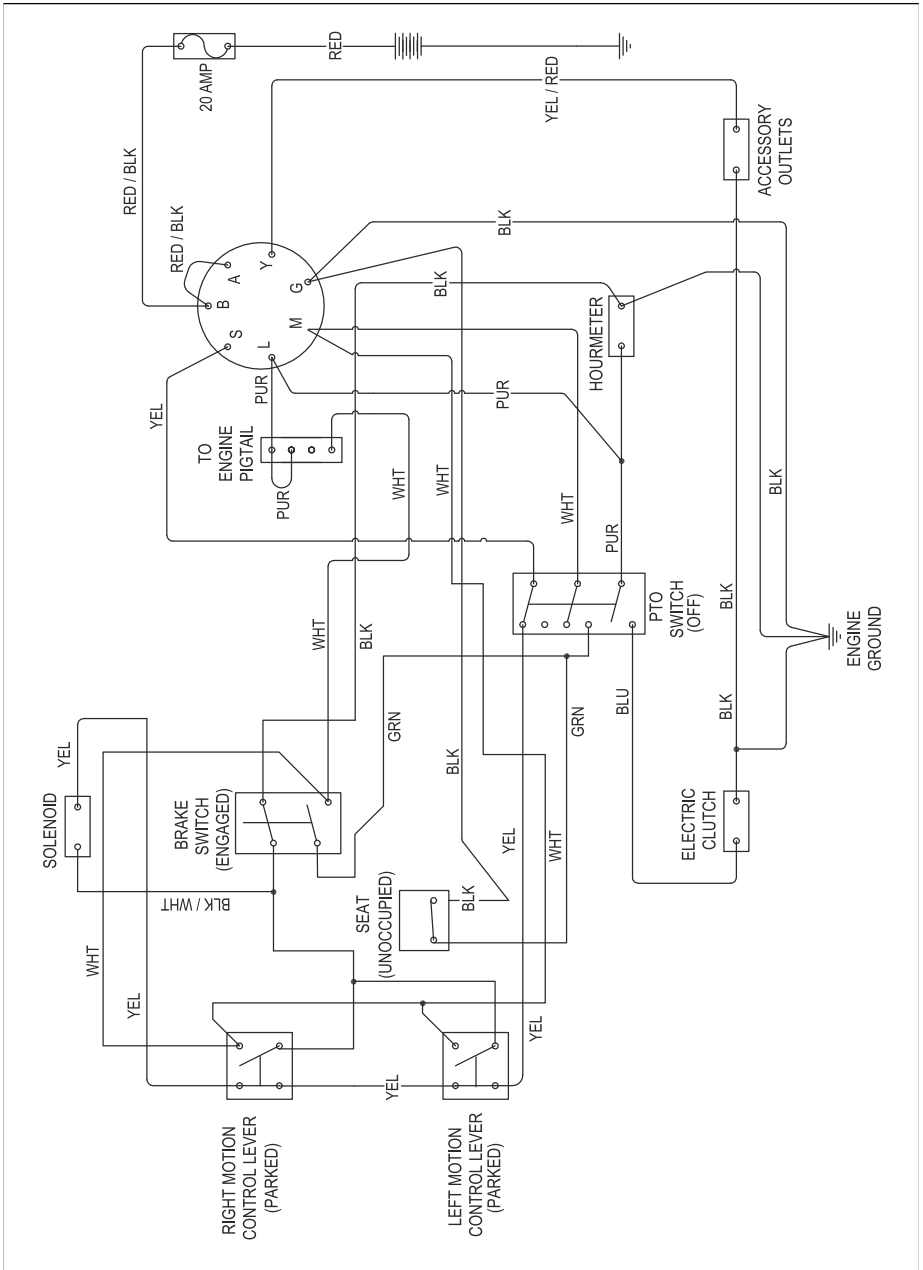 SOLENOID
YEL
WHT
YEL
RED / BLK
YEL
RED / BLK
BLK / WHT
BRAKE
SWITCH
(ENGAGED)
TO
ENGINE
PIGTAIL
20 AMP
RIGHT MOTION
CONTROL LEVER
(PARKED)
S
B
A
L
Y
M
G
PUR
PUR
WHT
RED
BLK
SEAT
(UNOCCUPIED)
YEL
GRN
WHT
BLK
WHT
BLK
BLK
LEFT MOTION
CONTROL LEVER
(PARKED)
PUR
BLK
YEL
YEL
WHT
YEL / RED
WHT
GRN
HOURMETER
PUR
BLU
PTO
SWITCH
(OFF)
ELECTRIC
CLUTCH
BLK
BLK
ACCESSORY
OUTLETS
BLK
ENGINE
GROUND